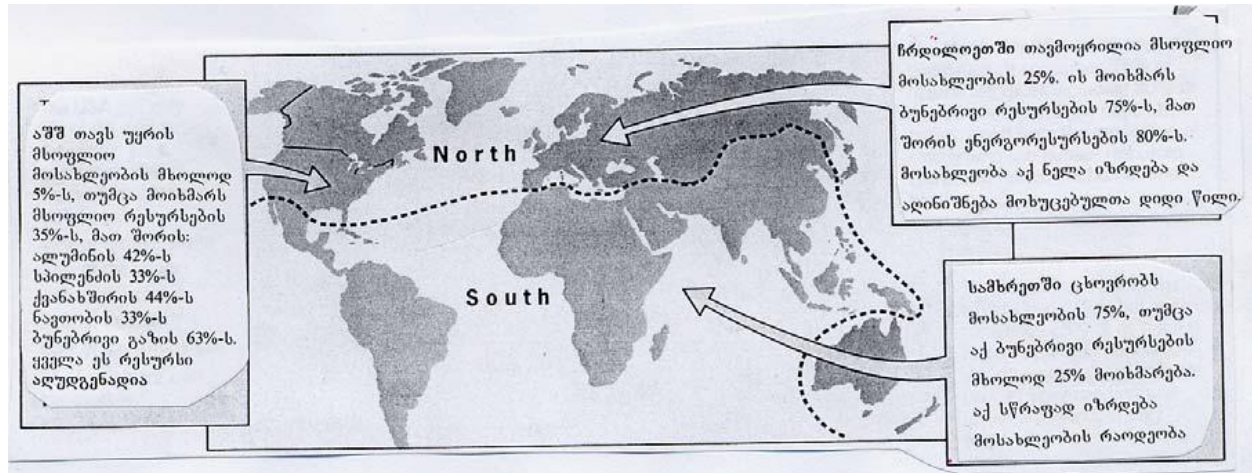 აშშ თავს უყრის
მსოფლიო
მოსახლეობის მხოლოდ
5%-ს, თუმცა მოიხმარს
მსოფლიო რესურსების
35%-ს, მათ შორის:
ალუმინის 42%-ს
სპილენძის 33%-ს
ქვანახშირის 44%-ს
ნავთობის 33%-ს
ბუნებრივი გაზის 63%-ს.
ყველა ეს რესურსი
აღუდგენადია
North
South
ჩრდილოეთში თავმოყრილია მსოფლიო
მოსახლეობის 25%. ის მოიხმარს
ბუნებრივი რესურსების 75%-ს, მათ
შორის ენერგორესურსების 80%-ს.
მოსახლეობა აქ ნელა იზრდება და
აღინიშნება მოხუცებულთა დიდი წილი
სამხრეთში ცხოვრობს
მოსახლეობის 75%, თუმცა
აქ ბუნებრივი რესურსების
მხოლოდ 25% მოიხმარება.
აქ სწრაფად იზრდება
მოსახლეობის რაოდეობა